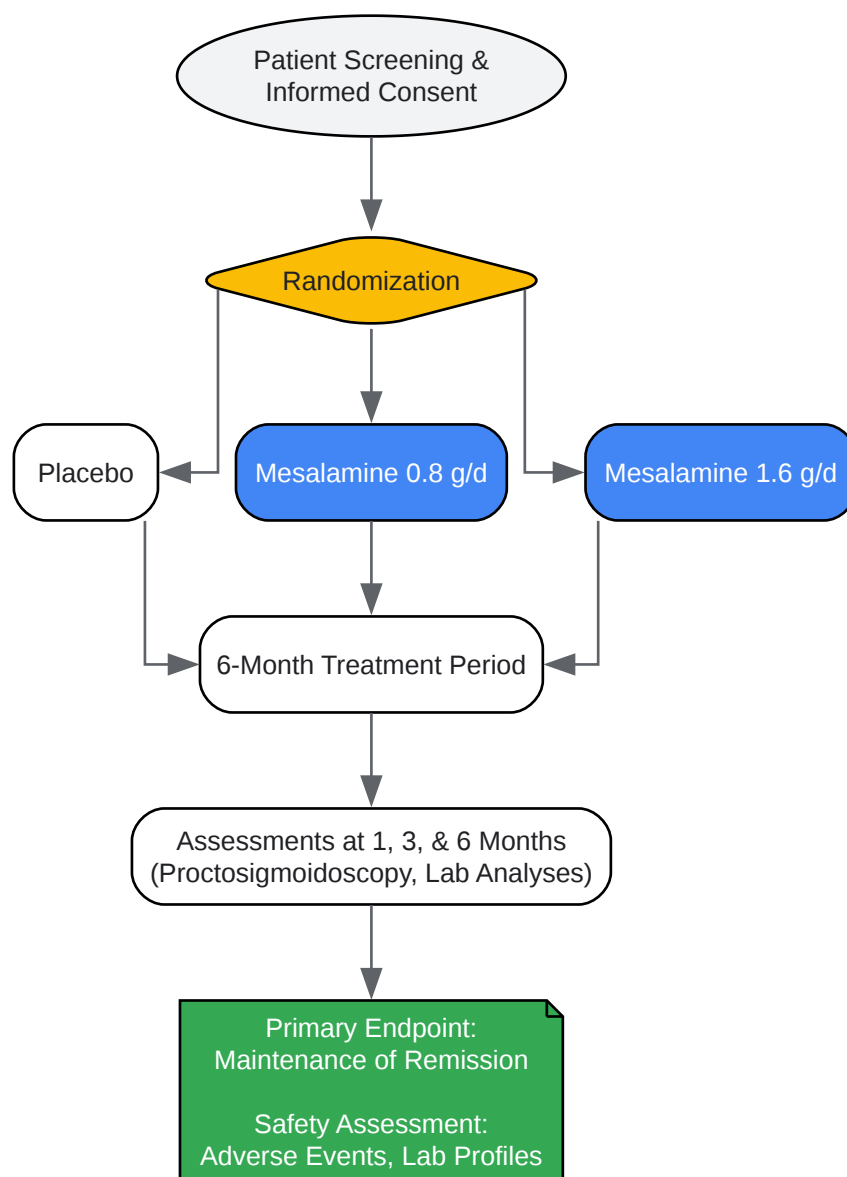 Patient Screening &
Informed Consent
Randomization
Placebo
Mesalamine 0.8 g/d
Mesalamine 1.6 g/d
6-Month Treatment Period
Assessments at 1, 3, & 6 Months
(Proctosigmoidoscopy, Lab Analyses)
Primary Endpoint:
Maintenance of Remission
Safety Assessment:
Adverse Events, Lab Profiles